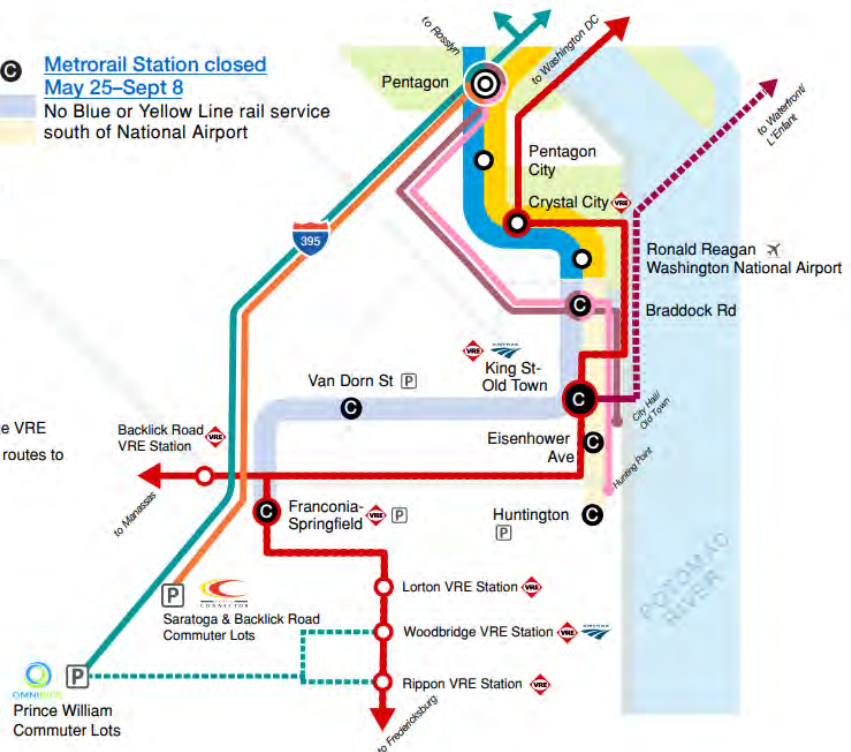 to Rosslyn
to Washington DC
C Metrorail Station closed
May 25–Sept 8
No Blue or Yellow Line rail service
south of National Airport
Pentagon
to Waterfront/
L'Enfant
Pentagon
City
Crystal City VRE
395
Ronald Reagan
Washington National Airport
C
Braddock Rd
VRE
King St-
Old Town
C
Van Dorn St P
C
City Hall/
Old Town
e VRE
routes to
Backlick Road
VRE Station VRE
Eisenhower
Ave
C
Hunting Point
to Manassas
C
Franconia-
Springfield VRE P
Huntington
P
C
POTOMAC
RIVER
P
CONNECTOR
Saratoga & Backlick Road
Commuter Lots
Lorton VRE Station VRE
Woodbridge VRE Station VRE
Rippon VRE Station VRE
OMNIRIDE
P
Prince William
Commuter Lots
to Fredericksburg